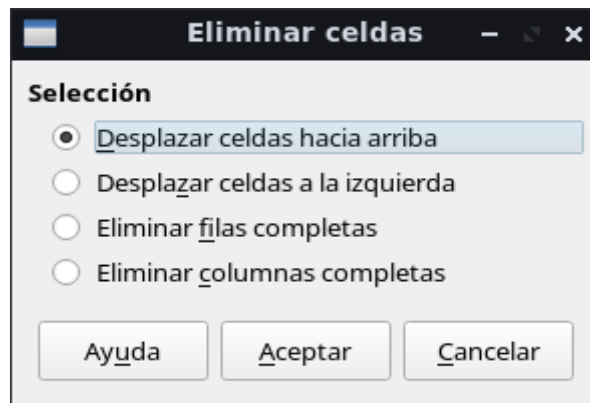 Eliminar celdas
Selección
Desplazar celdas hacia arriba
Desplazar celdas a la izquierda
Eliminar filas completas
Eliminar columnas completas
Ayuda Aceptar Cancelar